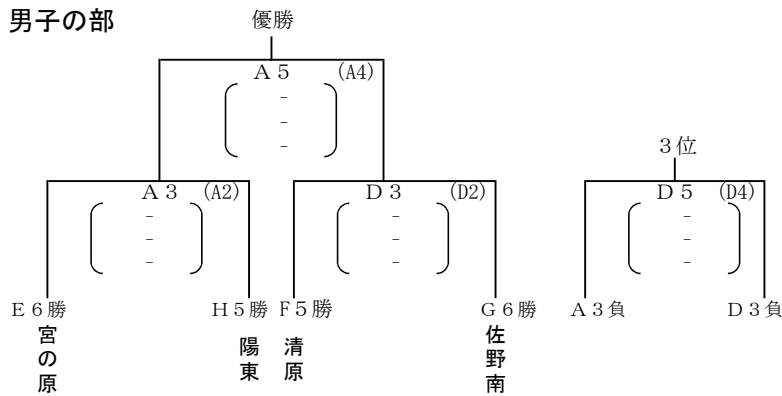 男子の部
優勝
A5 (A4)
-
-
-
3位
A3 (A2) D3 (D2) D5 (D4)
- - -
- - -
- - -
E6勝 H5勝 F5勝 G6勝 A3負 D3負
宮の原 陽東 清原 佐野南